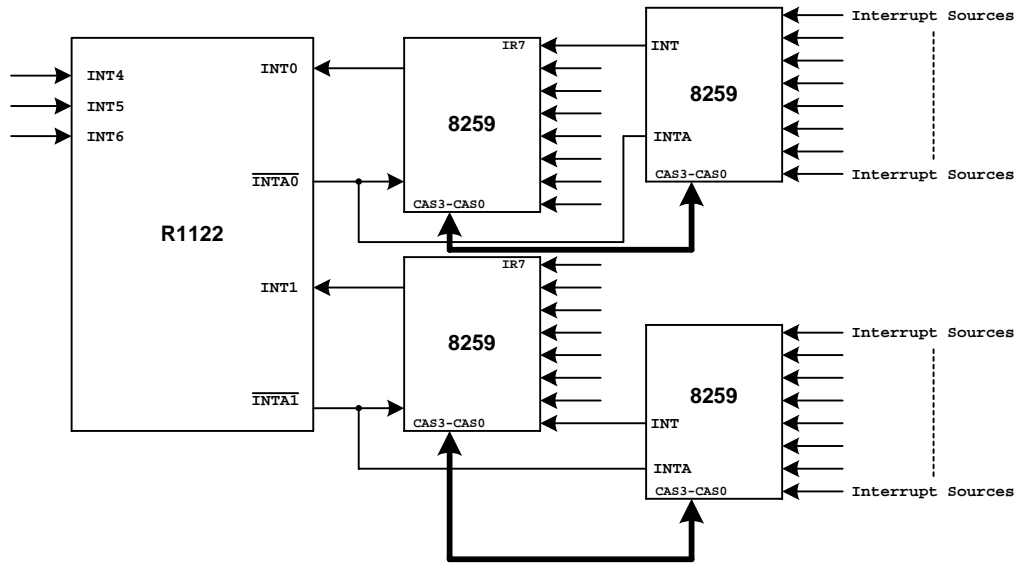 INT4
INT5
INT6
INT0
INTA0
R1122
INT1
INTA1
IR7
8259
CAS3-CAS0
INT
8259
INTA
CAS3-CAS0
Interrupt Sources
Interrupt Sources
IR7
8259
CAS3-CAS0
8259
INT
INTA
CAS3-CAS0
Interrupt Sources
Interrupt Sources